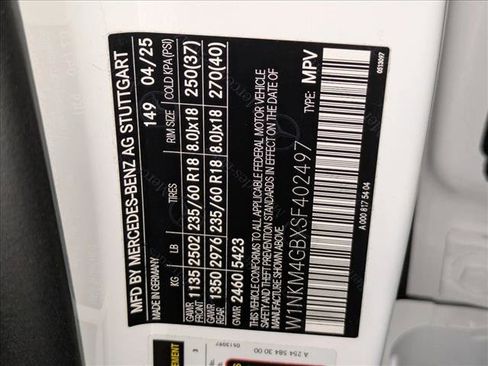 MFD BY MERCEDES-BENZ AG STUTTGART
MADE IN GERMANY 149 04/25
KG LB TIRES RIM SIZE COLD KPA (PSI)
GAWR FRONT 1135 2502 235/60 R18 8.0Jx18 250(37)
GAWR REAR 1350 2976 235/60 R18 8.0Jx18 270(40)
GVWR 2460 5423
THIS VEHICLE CONFORMS TO ALL APPLICABLE FEDERAL MOTOR VEHICLE
SAFETY AND THEFT PREVENTION STANDARDS IN EFFECT ON THE DATE OF
MANUFACTURE SHOWN ABOVE.
TYPE: MPV
W1NKM4GBXSF402497
A 000 817 54 04
0513097
0513097
A 254 584 30 00
3